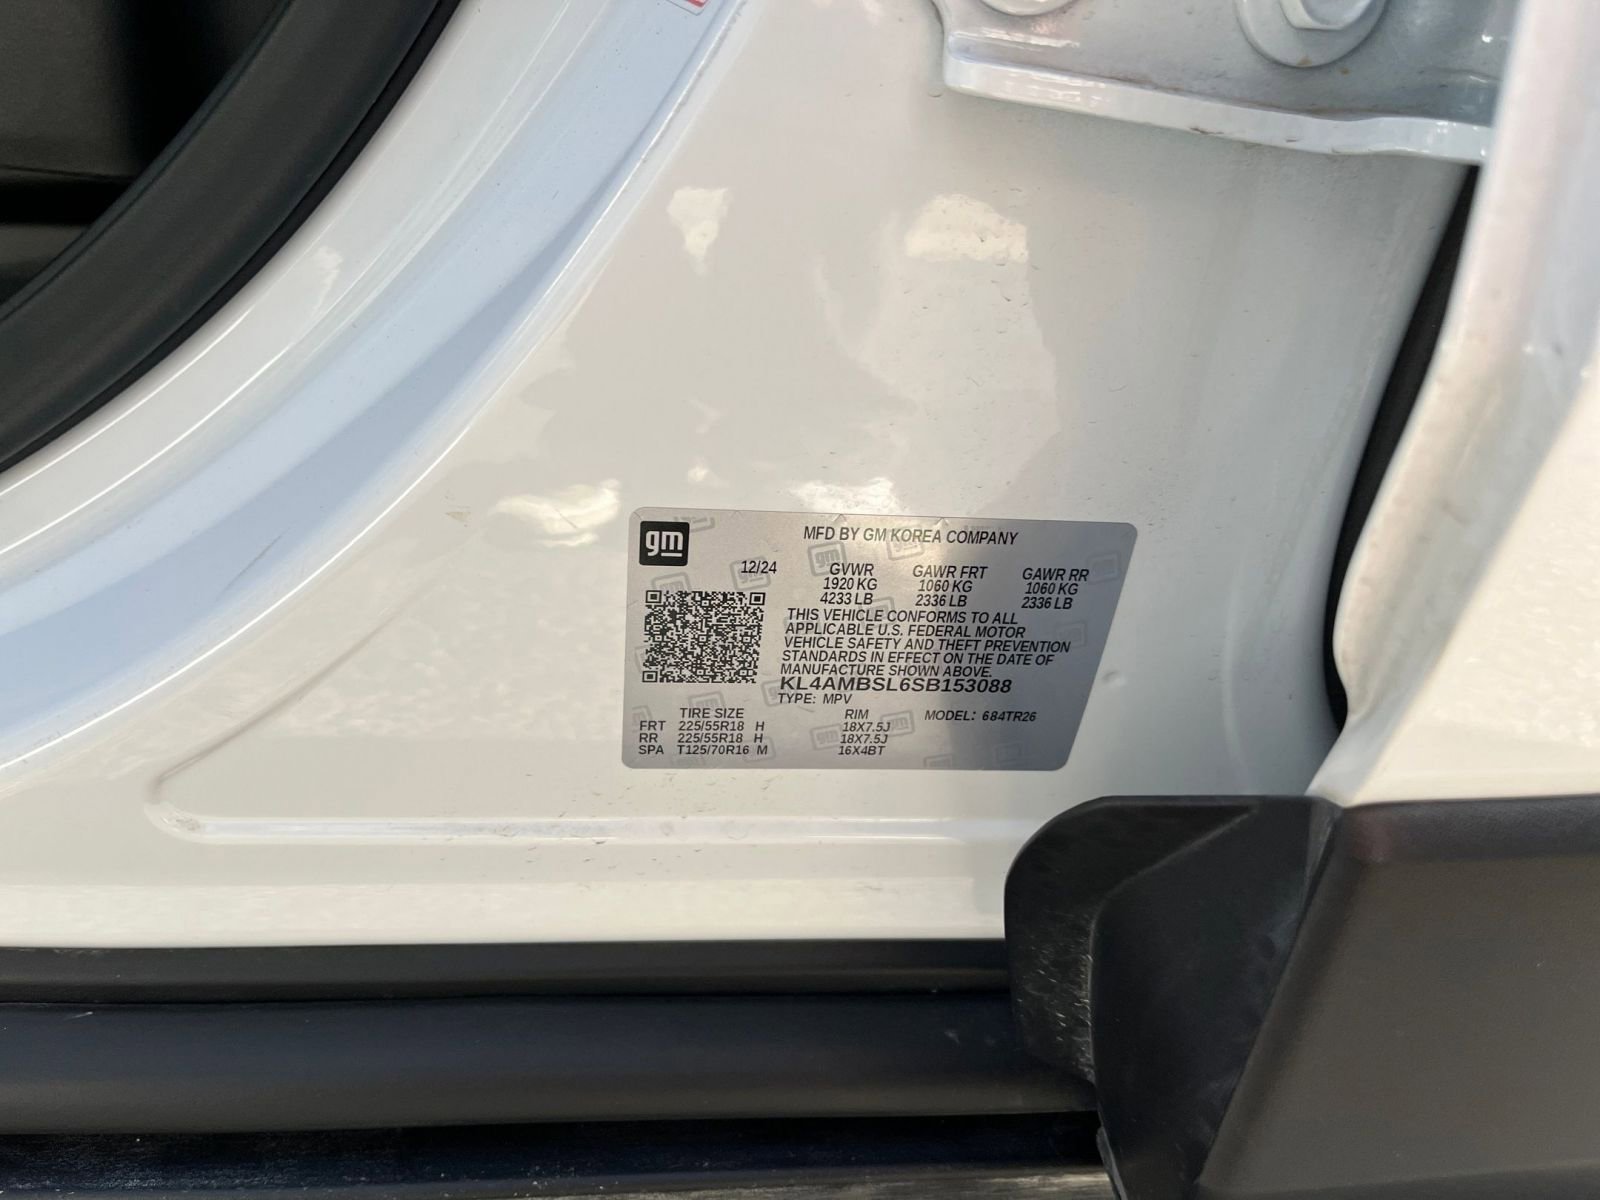 gm
MFD BY GM KOREA COMPANY
12/24 GVWR GAWR FRT GAWR RR
1920 KG 1060 KG 1060 KG
4233 LB 2336 LB 2336 LB
THIS VEHICLE CONFORMS TO ALL
APPLICABLE U.S. FEDERAL MOTOR
VEHICLE SAFETY AND THEFT PREVENTION
STANDARDS IN EFFECT ON THE DATE OF
MANUFACTURE SHOWN ABOVE.
KL4AMBSL6SB153088
TYPE: MPV
TIRE SIZE RIM MODEL: 684TR26
FRT 225/55R18 H 18X7.5J
RR 225/55R18 H 18X7.5J
SPA T125/70R16 M 16X4BT